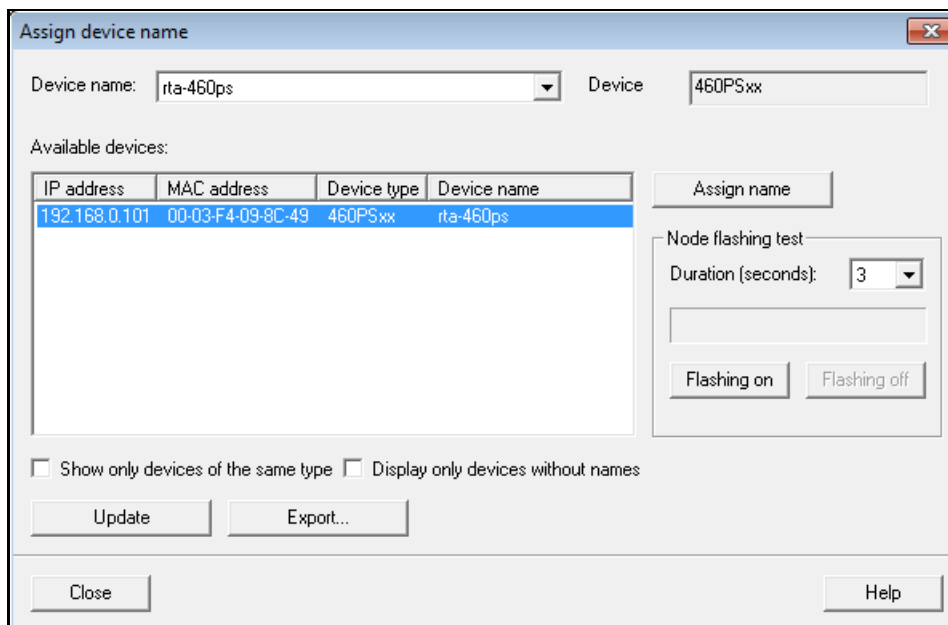 Assign device name
Device name: rta-460ps Device 460PSxx
Available devices:
IP address MAC address Device type Device name
192.168.0.101 00-03-F4-09-8C-49 460PSxx rta-460ps
Assign name
Node flashing test
Duration (seconds): 3
Flashing on Flashing off
Show only devices of the same type Display only devices without names
Update Export...
Close Help